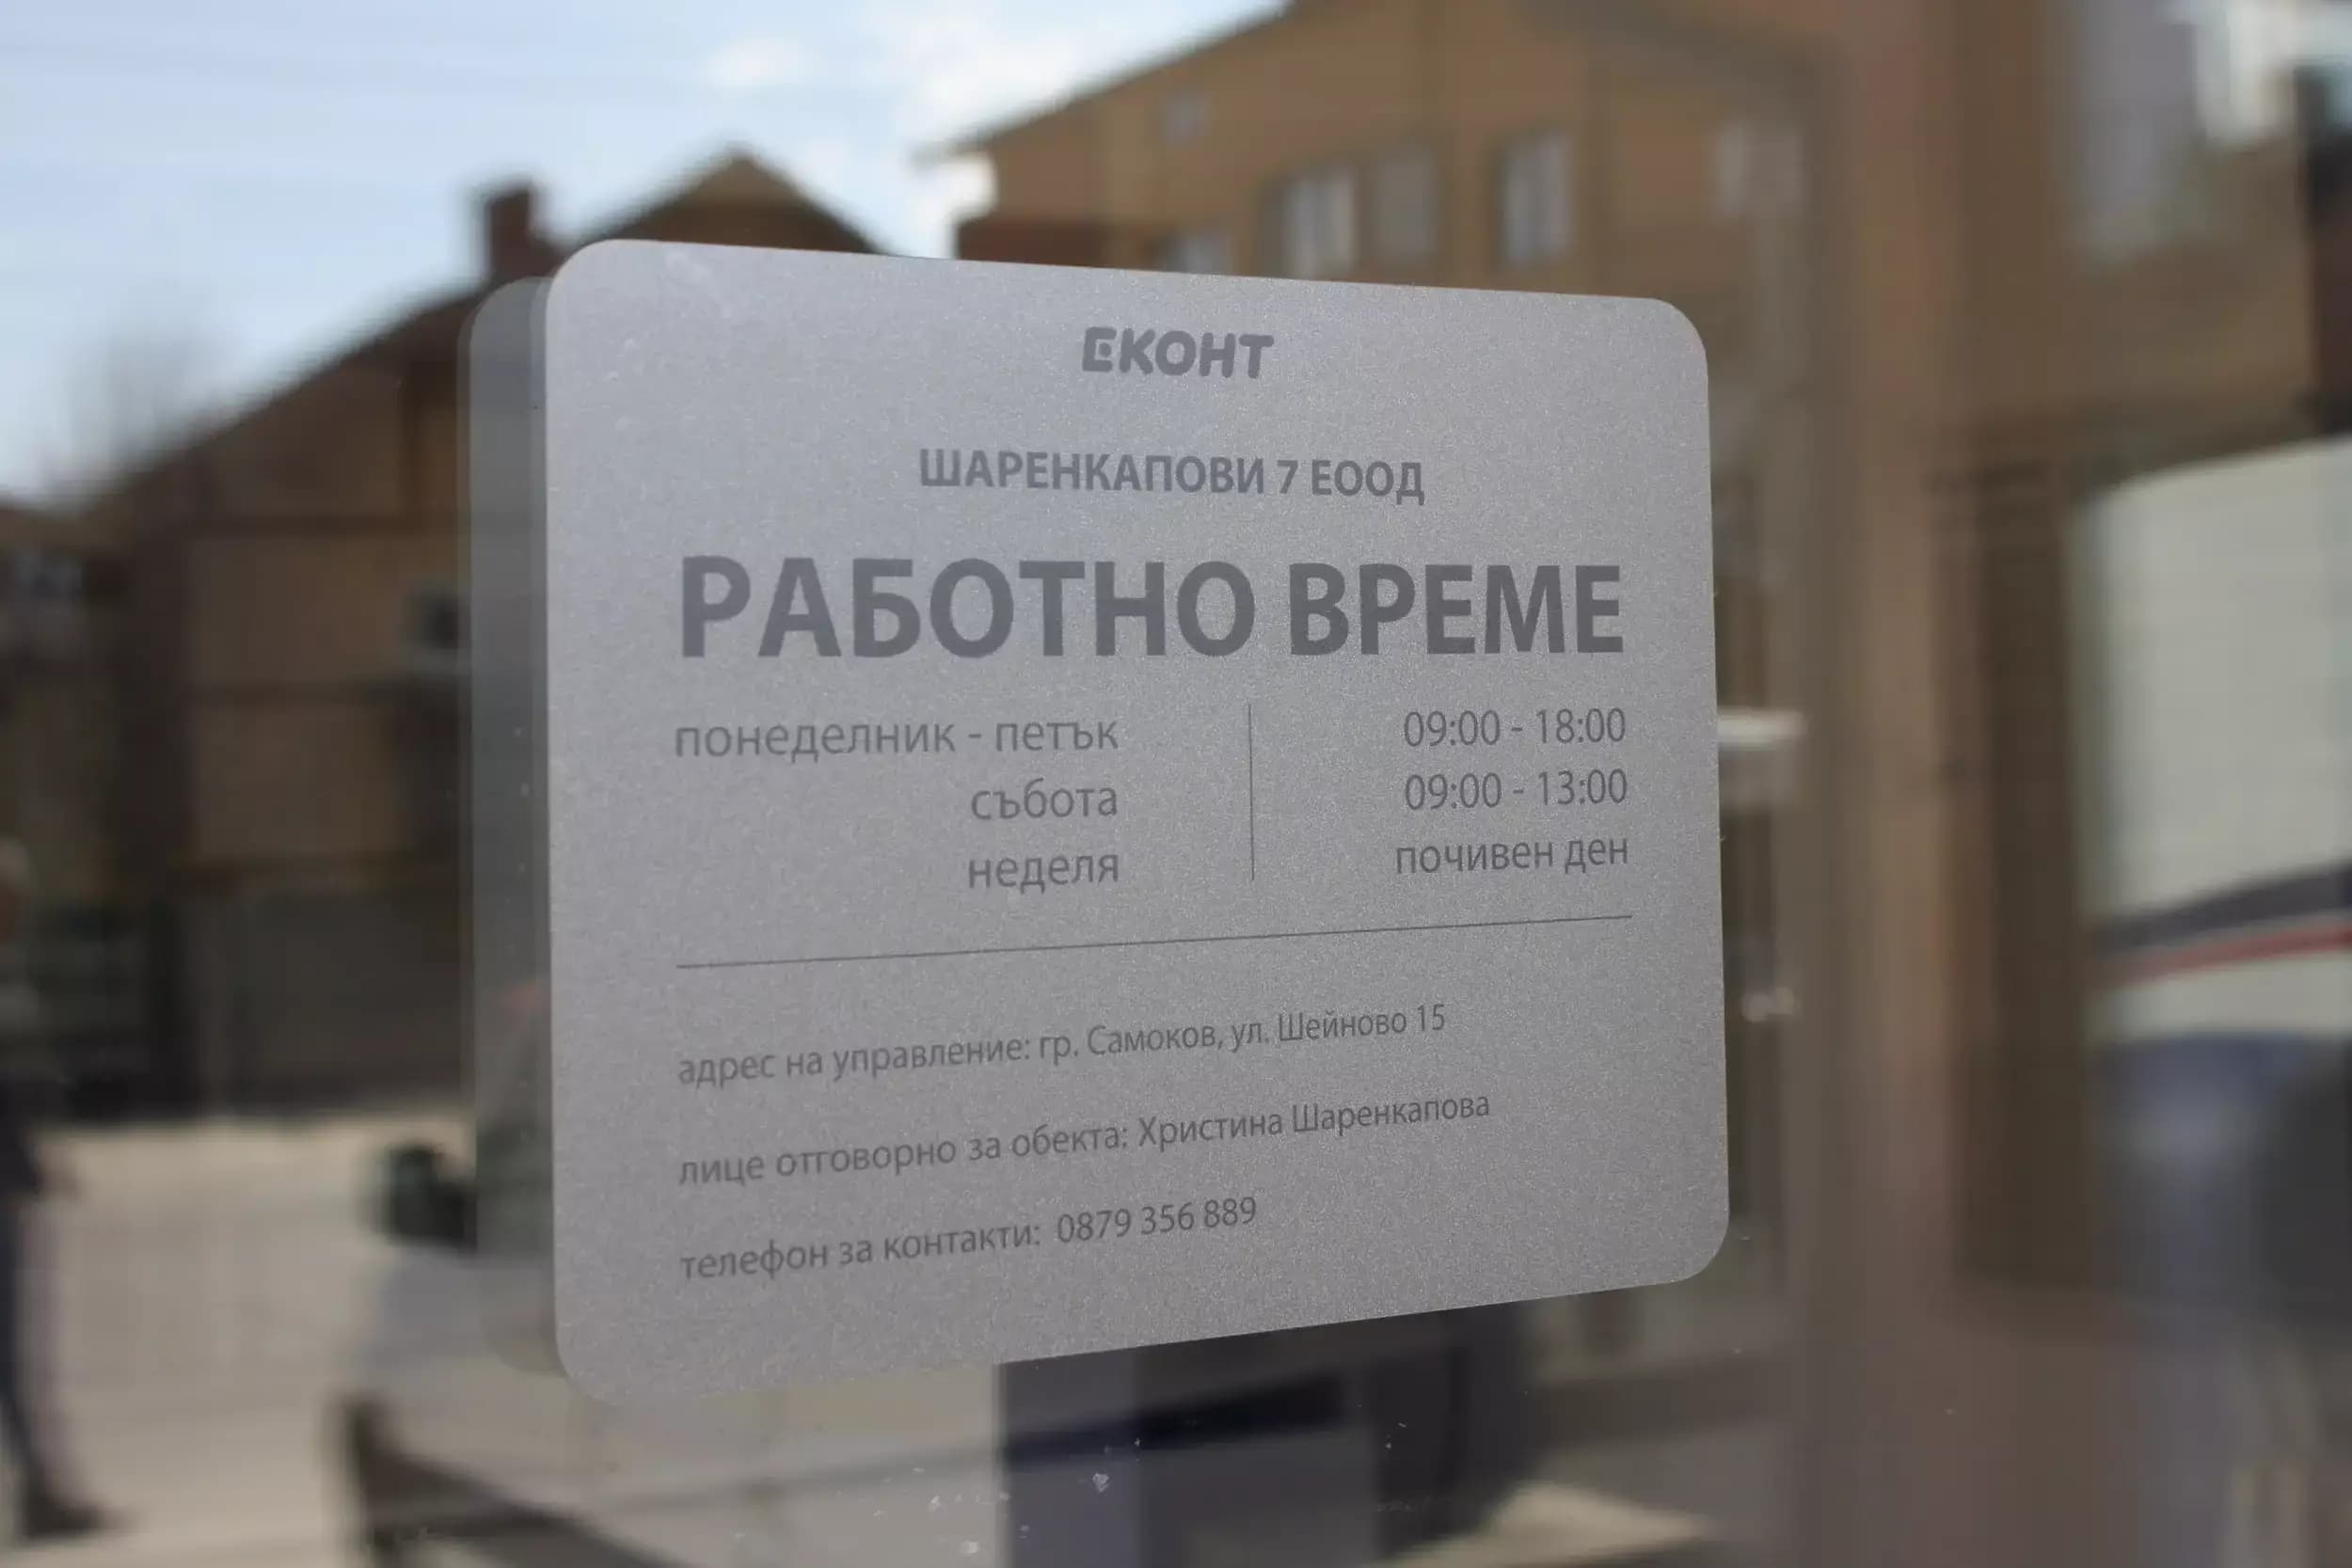 ЕКОНТ
ШАРЕНКАПОВИ 7 ЕООД
РАБОТНО ВРЕМЕ
понеделник - петък 09:00 - 18:00
събота 09:00 - 13:00
неделя почивен ден
адрес на управление: гр. Самоков, ул. Шейново 15
лице отговорно за обекта: Христина Шаренкапова
телефон за контакти: 0879 356 889